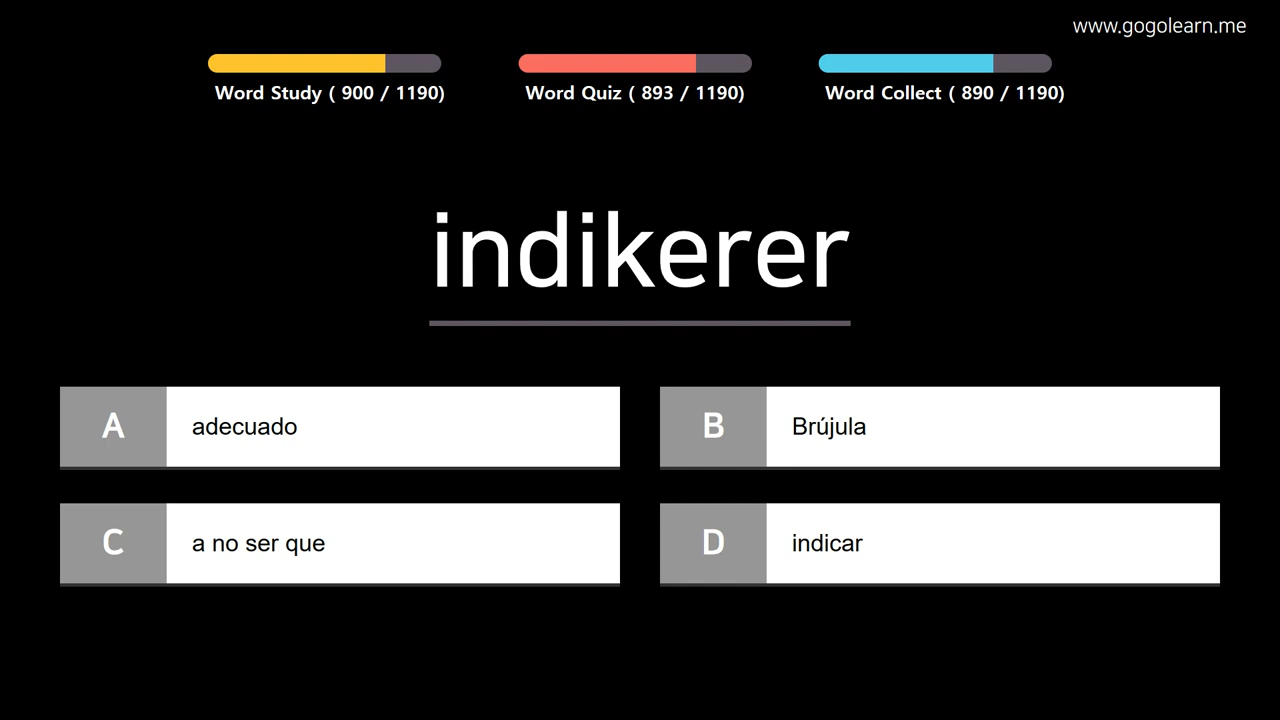 www.gogolearn.me
Word Study ( 900 / 1190)
Word Quiz ( 893 / 1190)
Word Collect ( 890 / 1190)
indikerer
A adecuado
B Brújula
C a no ser que
D indicar